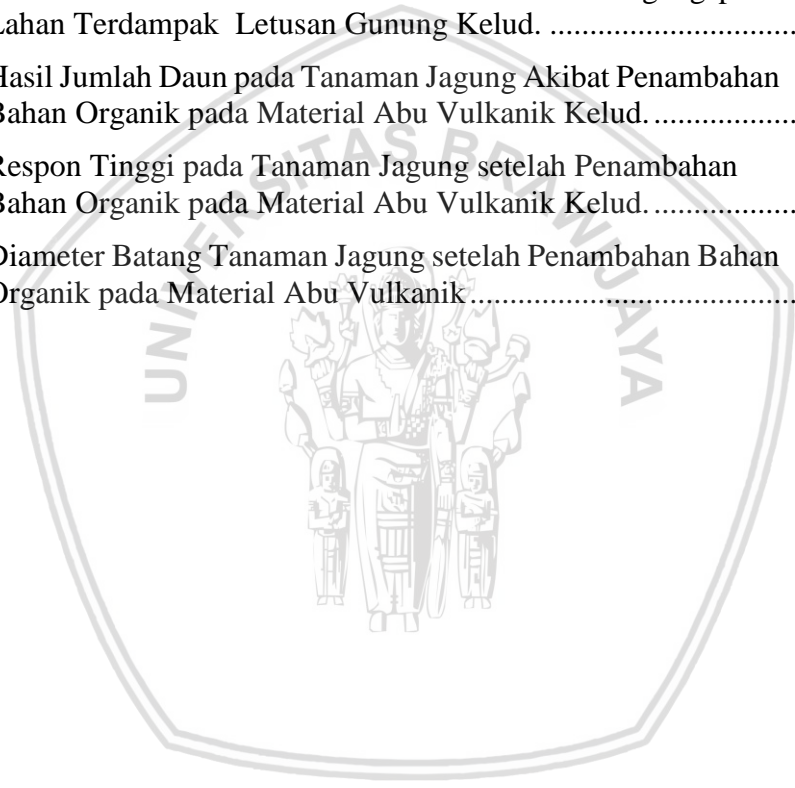 Lahan Terdampak Letusan Gunung Kelud. ..............................
Hasil Jumlah Daun pada Tanaman Jagung Akibat Penambahan
Bahan Organik pada Material Abu Vulkanik Kelud. .................
Respon Tinggi pada Tanaman Jagung setelah Penambahan
Bahan Organik pada Material Abu Vulkanik Kelud. .................
Diameter Batang Tanaman Jagung setelah Penambahan Bahan
Organik pada Material Abu Vulkanik ........................................
UNIVERSITAS BRAWIJAYA